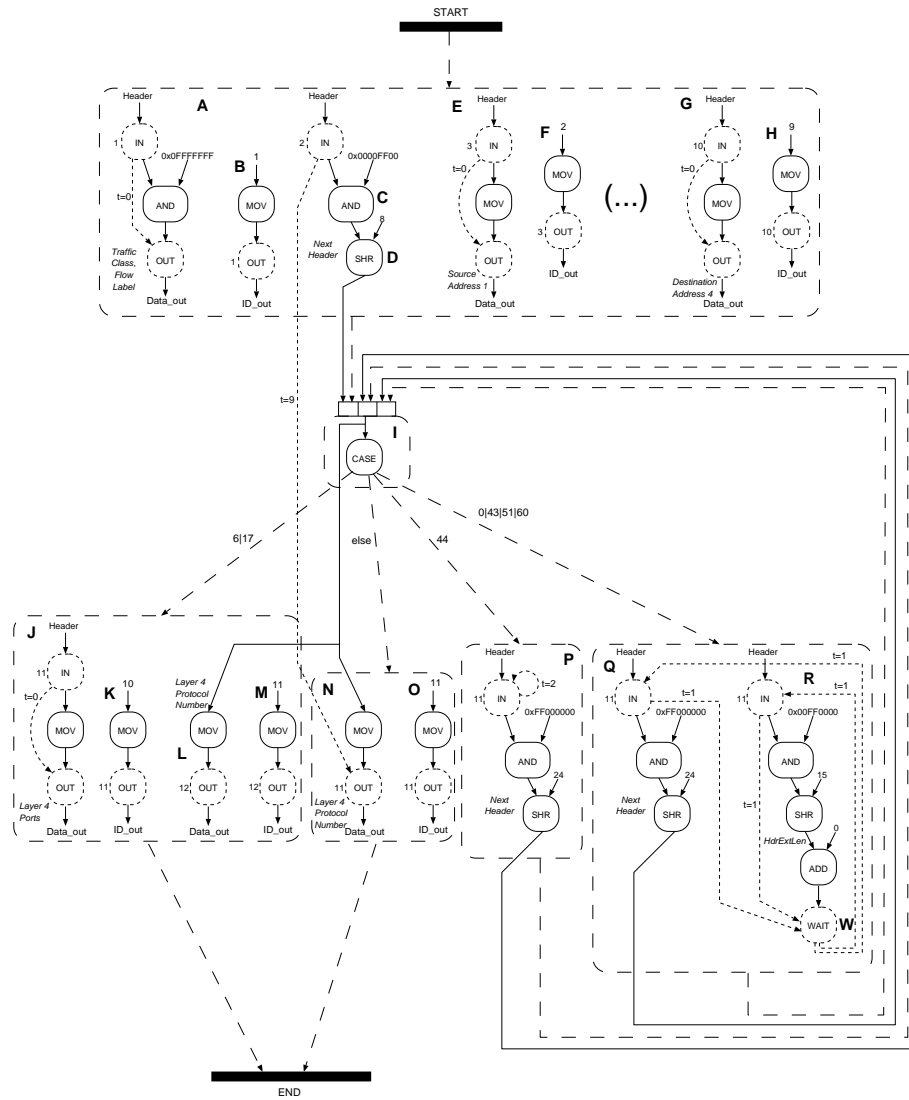 START
Header
A
Header
E
Header
G
Header
1
IN
2
IN
3
IN
F
2
10
IN
H
9
0x0FFFFFFF
B
1
0x0000FF00
t=0
t=0
t=0
MOV
MOV
AND
MOV
AND
C
MOV
(...)
MOV
8
Traffic
Class,
Flow
Label
OUT
1
OUT
Next
Header
SHR
D
Source
Address 1
OUT
3
OUT
Destination
Address 4
OUT
10
OUT
Data_out
ID_out
Data_out
ID_out
Data_out
ID_out
t=9
I
CASE
6|17
else
44
0|43|51|60
J
Header
11
IN
t=0
K
10
Layer 4
Protocol
Number
M
11
MOV
MOV
MOV
L
MOV
OUT
11
OUT
12
OUT
12
OUT
Layer 4
Ports
Data_out
ID_out
Data_out
ID_out
N
O
11
MOV
MOV
11
OUT
11
OUT
Layer 4
Protocol
Number
Data_out
ID_out
Header
P
11
IN
t=2
0xFF000000
AND
24
Next
Header
SHR
Header
Q
11
IN
t=1
0xFF000000
AND
24
Next
Header
SHR
Header
R
t=1
t=1
11
IN
0x00FF0000
AND
15
t=1
SHR
HdrExtLen
0
ADD
WAIT
W
END